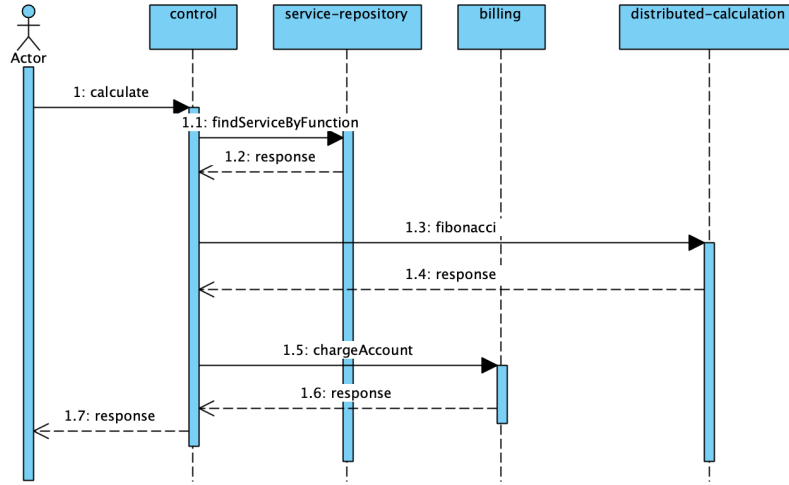 control
service-repository
billing
distributed-calculation
Actor
1: calculate
1.1: findServiceByFunction
1.2: response
1.3: fibonacci
1.4: response
1.5: chargeAccount
1.6: response
1.7: response